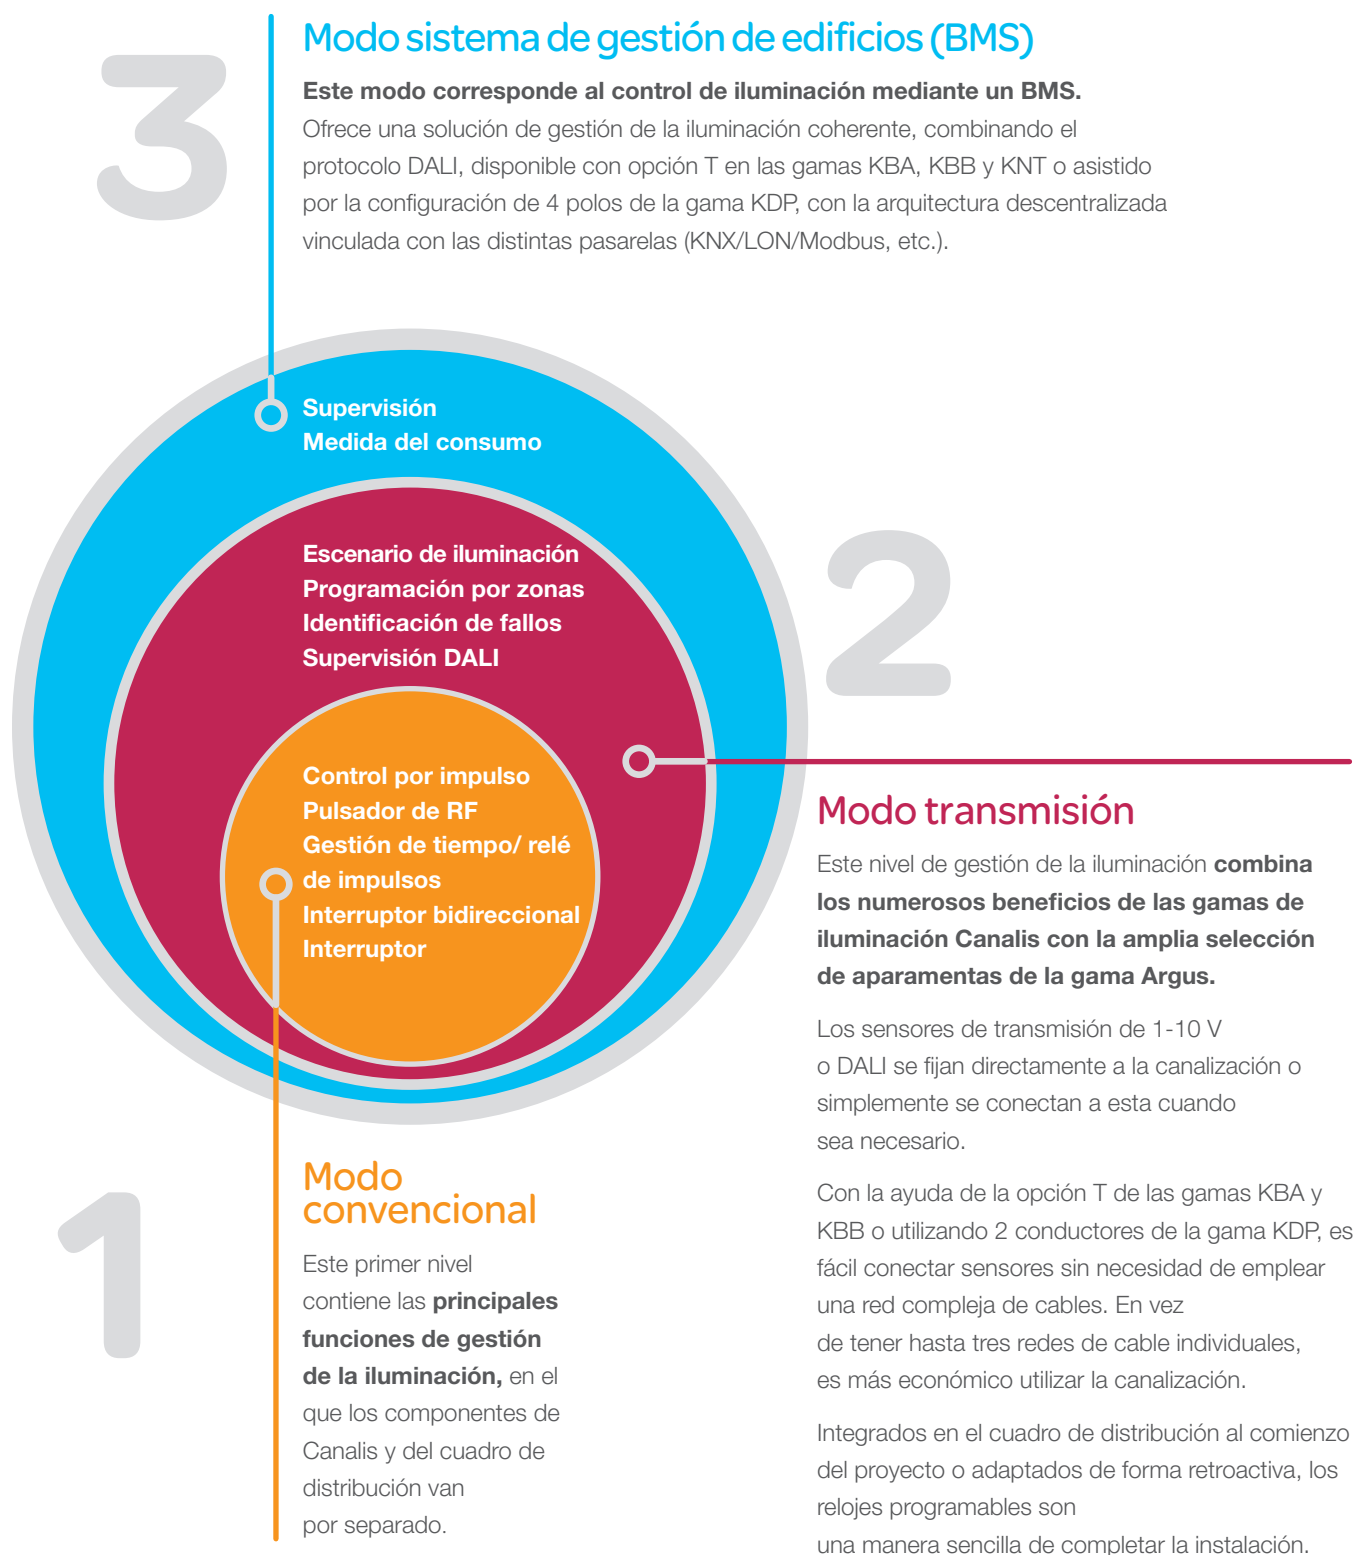 3
Modo sistema de gestión de edificios (BMS)
Este modo corresponde al control de iluminación mediante un BMS.
Ofrece una solución de gestión de la iluminación coherente, combinando el
protocolo DALI, disponible con opción T en las gamas KBA, KBB y KNT o asistido
por la configuración de 4 polos de la gama KDP, con la arquitectura descentralizada
vinculada con las distintas pasarelas (KNX/LON/Modbus, etc.).
Supervisión
Medida del consumo
Escenario de iluminación
Programación por zonas
Identificación de fallos
Supervisión DALI
Control por impulso
Pulsador de RF
Gestión de tiempo/ relé
de impulsos
Interruptor bidireccional
Interruptor
2
Modo transmisión
Este nivel de gestión de la iluminación combina
los numerosos beneficios de las gamas de
iluminación Canalis con la amplia selección
de aparamentas de la gama Argus.
Los sensores de transmisión de 1-10 V
o DALI se fijan directamente a la canalización o
simplemente se conectan a esta cuando
sea necesario.
Con la ayuda de la opción T de las gamas KBA y
KBB o utilizando 2 conductores de la gama KDP, es
fácil conectar sensores sin necesidad de emplear
una red compleja de cables. En vez
de tener hasta tres redes de cable individuales,
es más económico utilizar la canalización.
Integrados en el cuadro de distribución al comienzo
del proyecto o adaptados de forma retroactiva, los
relojes programables son
una manera sencilla de completar la instalación.
1
Modo
convencional
Este primer nivel
contiene las principales
funciones de gestión
de la iluminación, en el
que los componentes de
Canalis y del cuadro de
distribución van
por separado.